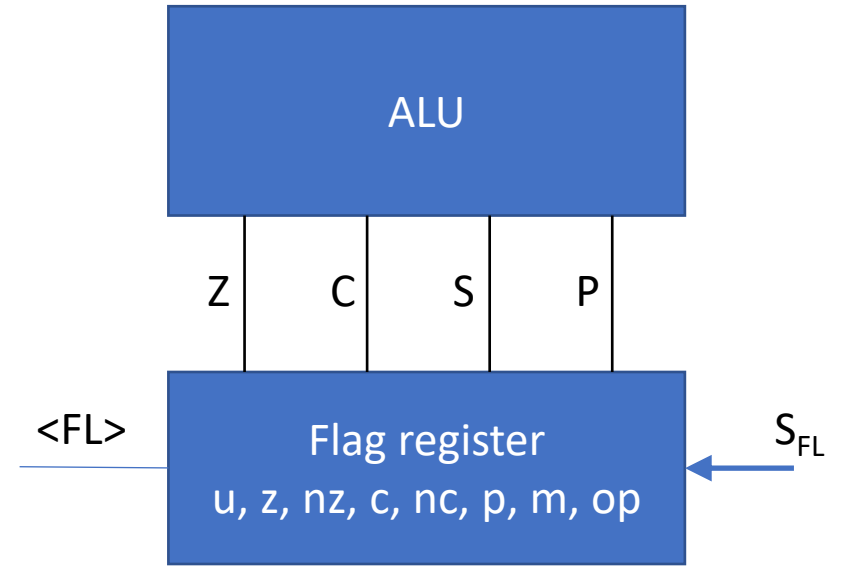 ALU
Z C S P
<FL>
Flag register
S_FL
u, z, nz, c, nc, p, m, op